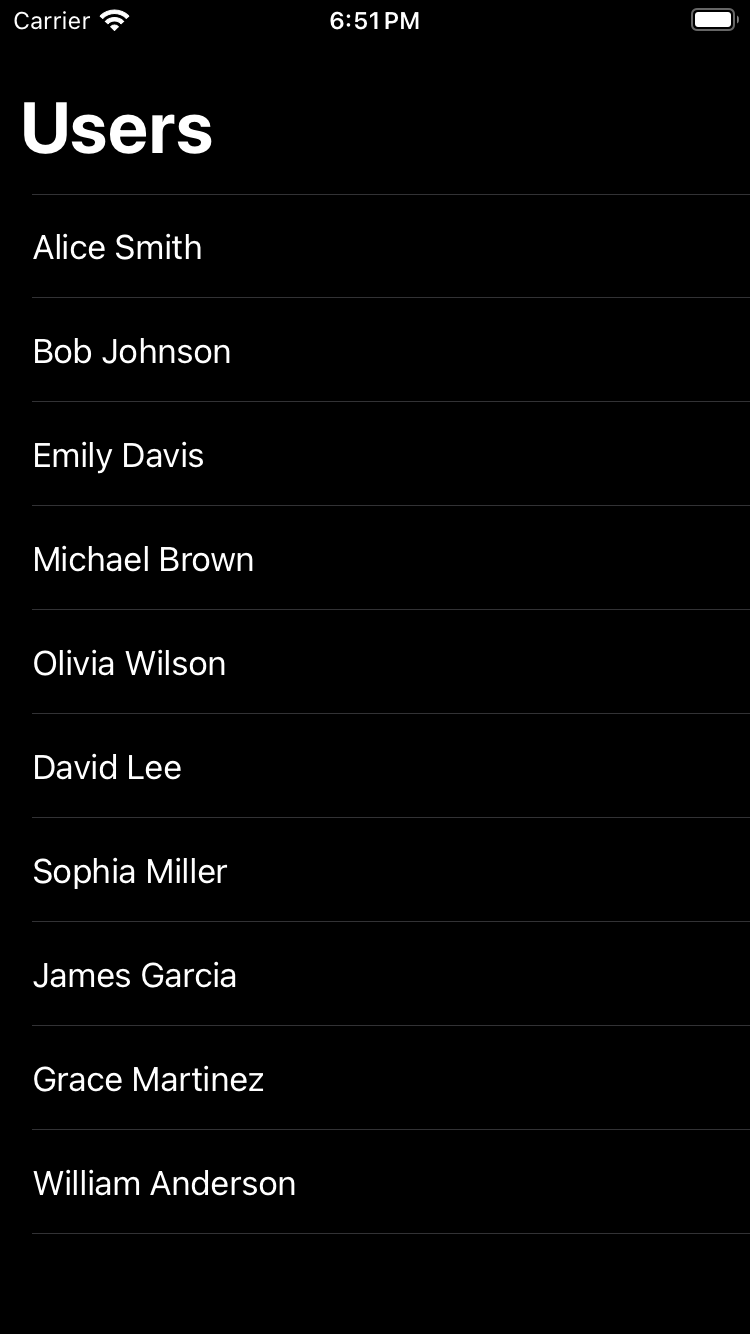 Carrier 6:51 PM
Users
Alice Smith
Bob Johnson
Emily Davis
Michael Brown
Olivia Wilson
David Lee
Sophia Miller
James Garcia
Grace Martinez
William Anderson